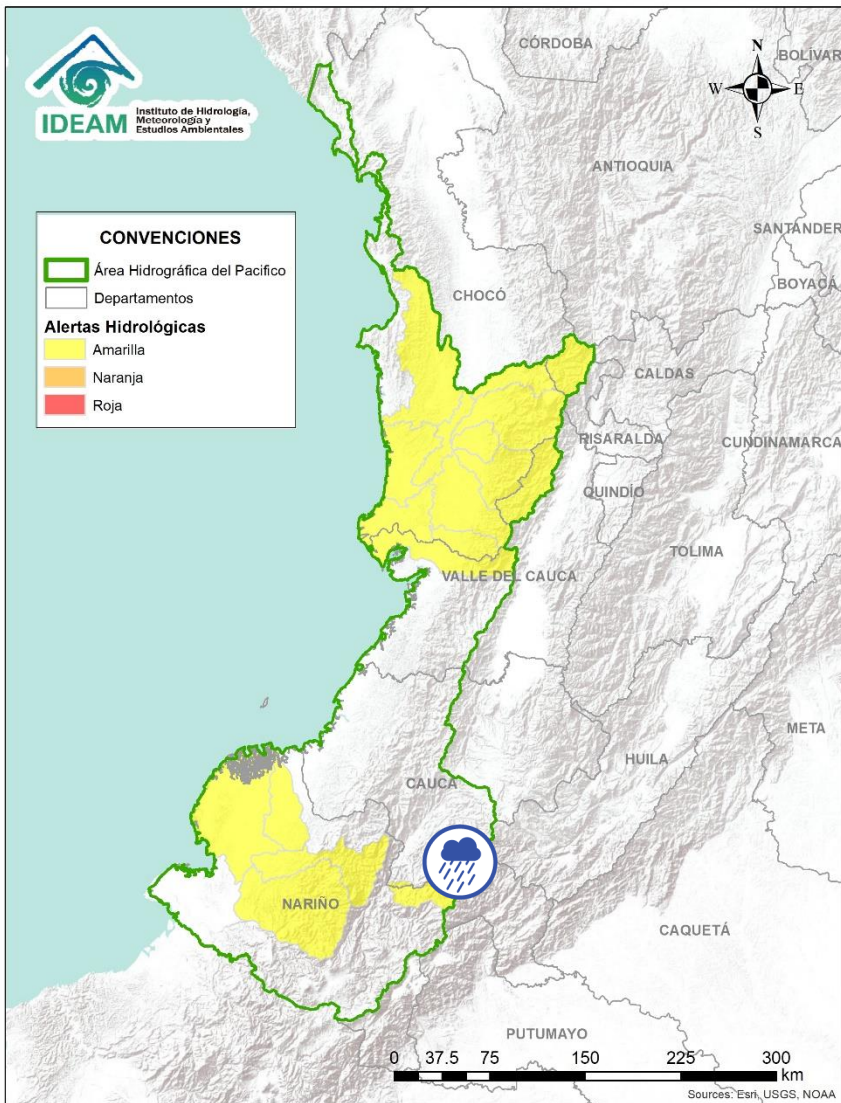 IDEAM
Instituto de Hidrología,
Meteorología y
Estudios Ambientales
CÓRDOBA
BOLÍVAR
N
W
E
S
ANTIOQUIA
SANTANDER
BOYACÁ
CONVENCIONES
Área Hidrográfica del Pacifico
Departamentos
Alertas Hidrológicas
Amarilla
Naranja
Roja
CHOCÓ
CALDAS
RISARALDA
CUNDINAMARCA
QUINDÍO
TOLIMA
VALLE DEL CAUCA
META
HUILA
CAUCA
NARIÑO
CAQUETÁ
PUTUMAYO
0 37.5 75 150 225 300
km
Sources: Esri, USGS, NOAA